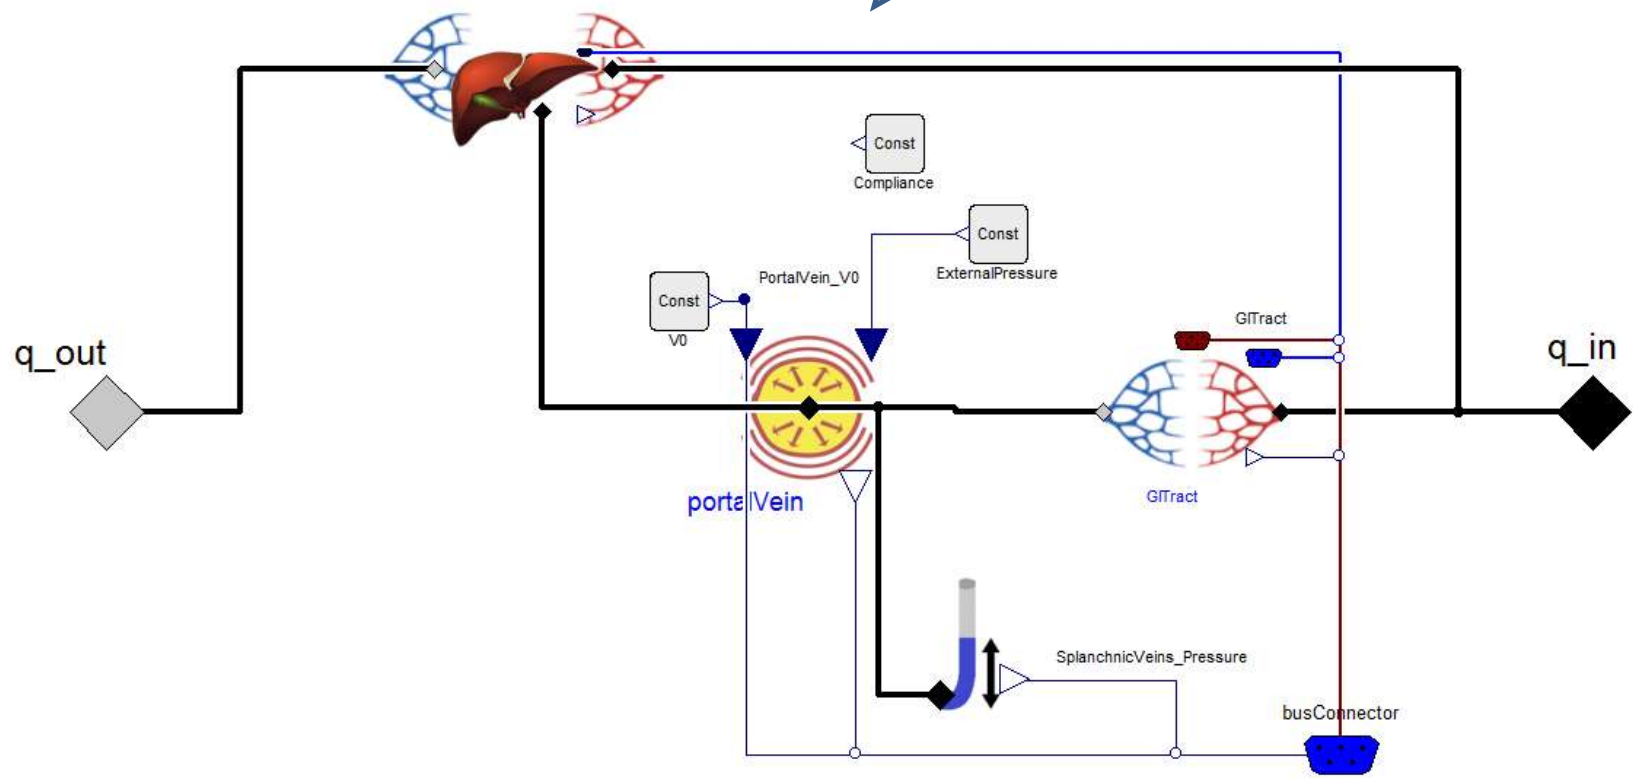 Const
Compliance
Const
ExternalPressure
PortalVein_V0
Const
V0
GITract
q_out
q_in
portalVein
GITract
SplanchnicVeins_Pressure
busConnector